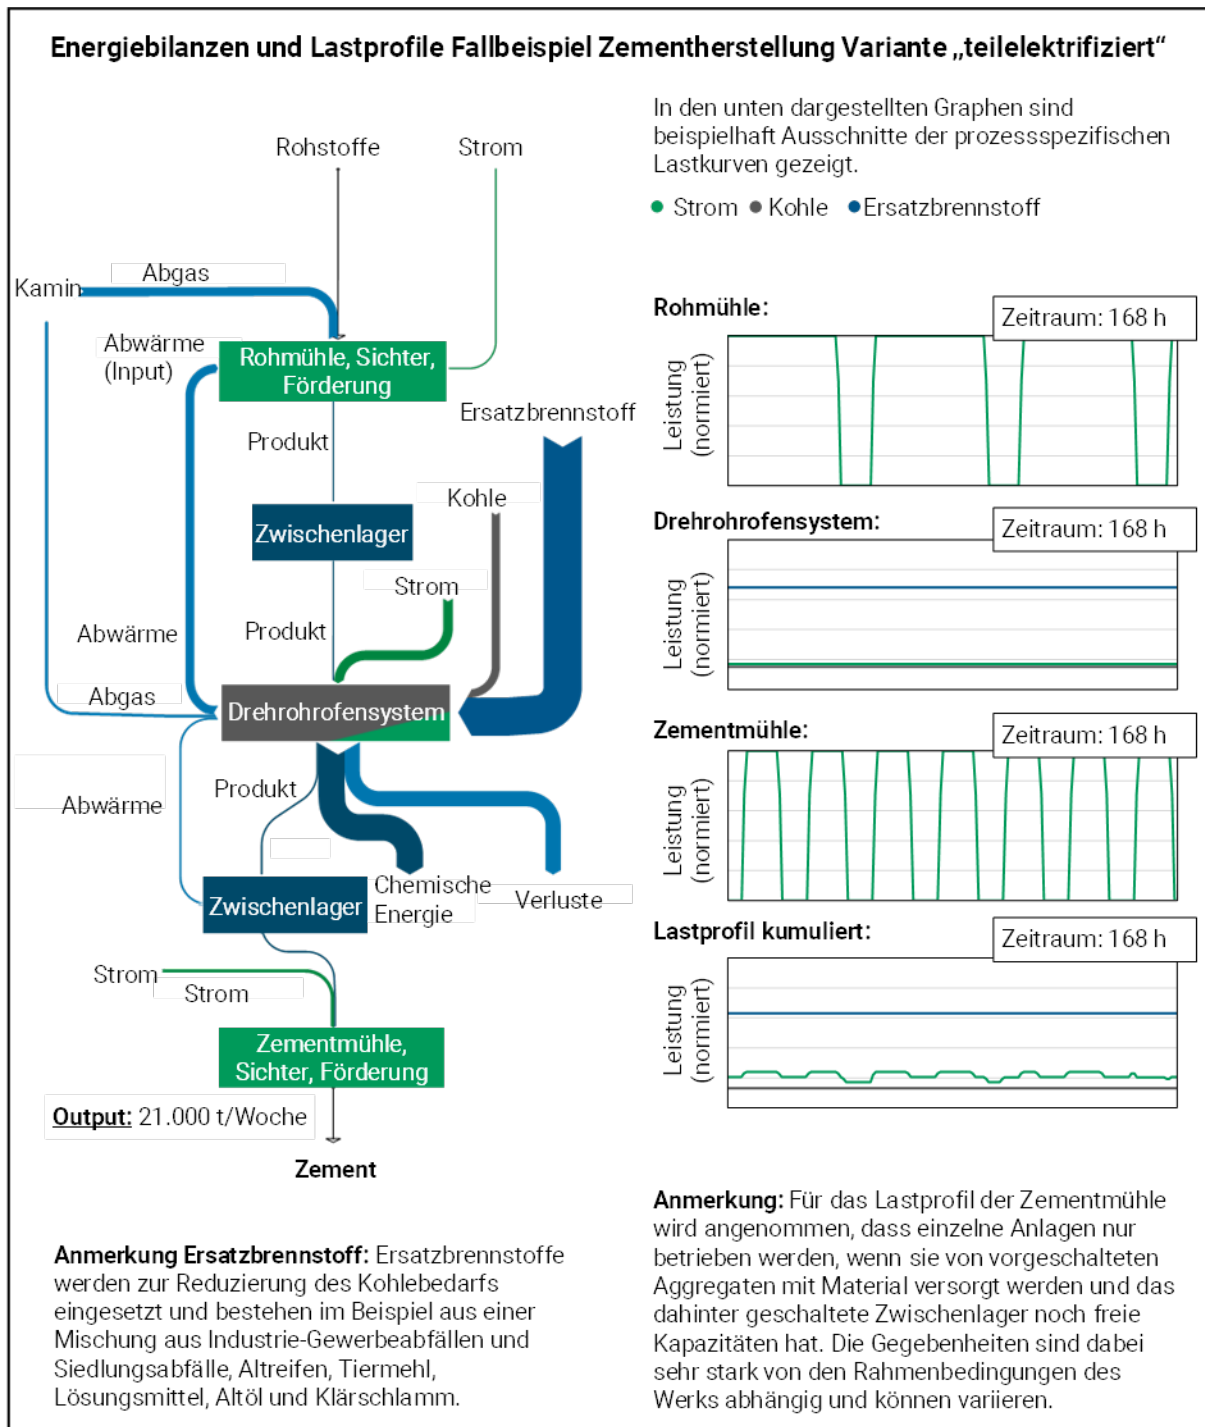 Energiebilanzen und Lastprofile Fallbeispiel Zementherstellung Variante „teilelektrifiziert“
In den unten dargestellten Graphen sind
beispielhaft Ausschnitte der prozessspezifischen
Lastkurven gezeigt.
Strom Kohle Ersatzbrennstoff
Rohstoffe
Strom
Abgas
Kamin
Abwärme
(Input)
Rohmühle, Sichter,
Förderung
Ersatzbrennstoff
Produkt
Kohle
Zwischenlager
Strom
Produkt
Abwärme
Abgas
Drehrohrofensystem
Produkt
Abwärme
Zwischenlager
Chemische
Energie
Verluste
Strom
Strom
Zementmühle,
Sichter, Förderung
Output: 21.000 t/Woche
Zement
Rohmühle:
Zeitraum: 168 h
Leistung
(normiert)
Drehrohrofensystem:
Zeitraum: 168 h
Leistung
(normiert)
Zementmühle:
Zeitraum: 168 h
Leistung
(normiert)
Lastprofil kumuliert:
Zeitraum: 168 h
Leistung
(normiert)
Anmerkung Ersatzbrennstoff: Ersatzbrennstoffe
werden zur Reduzierung des Kohlebedarfs
eingesetzt und bestehen im Beispiel aus einer
Mischung aus Industrie-Gewerbeabfällen und
Siedlungsabfälle, Altreifen, Tiermehl,
Lösungsmittel, Altöl und Klärschlamm.
Anmerkung: Für das Lastprofil der Zementmühle
wird angenommen, dass einzelne Anlagen nur
betrieben werden, wenn sie von vorgeschalteten
Aggregaten mit Material versorgt werden und das
dahinter geschaltete Zwischenlager noch freie
Kapazitäten hat. Die Gegebenheiten sind dabei
sehr stark von den Rahmenbedingungen des
Werks abhängig und können variieren.